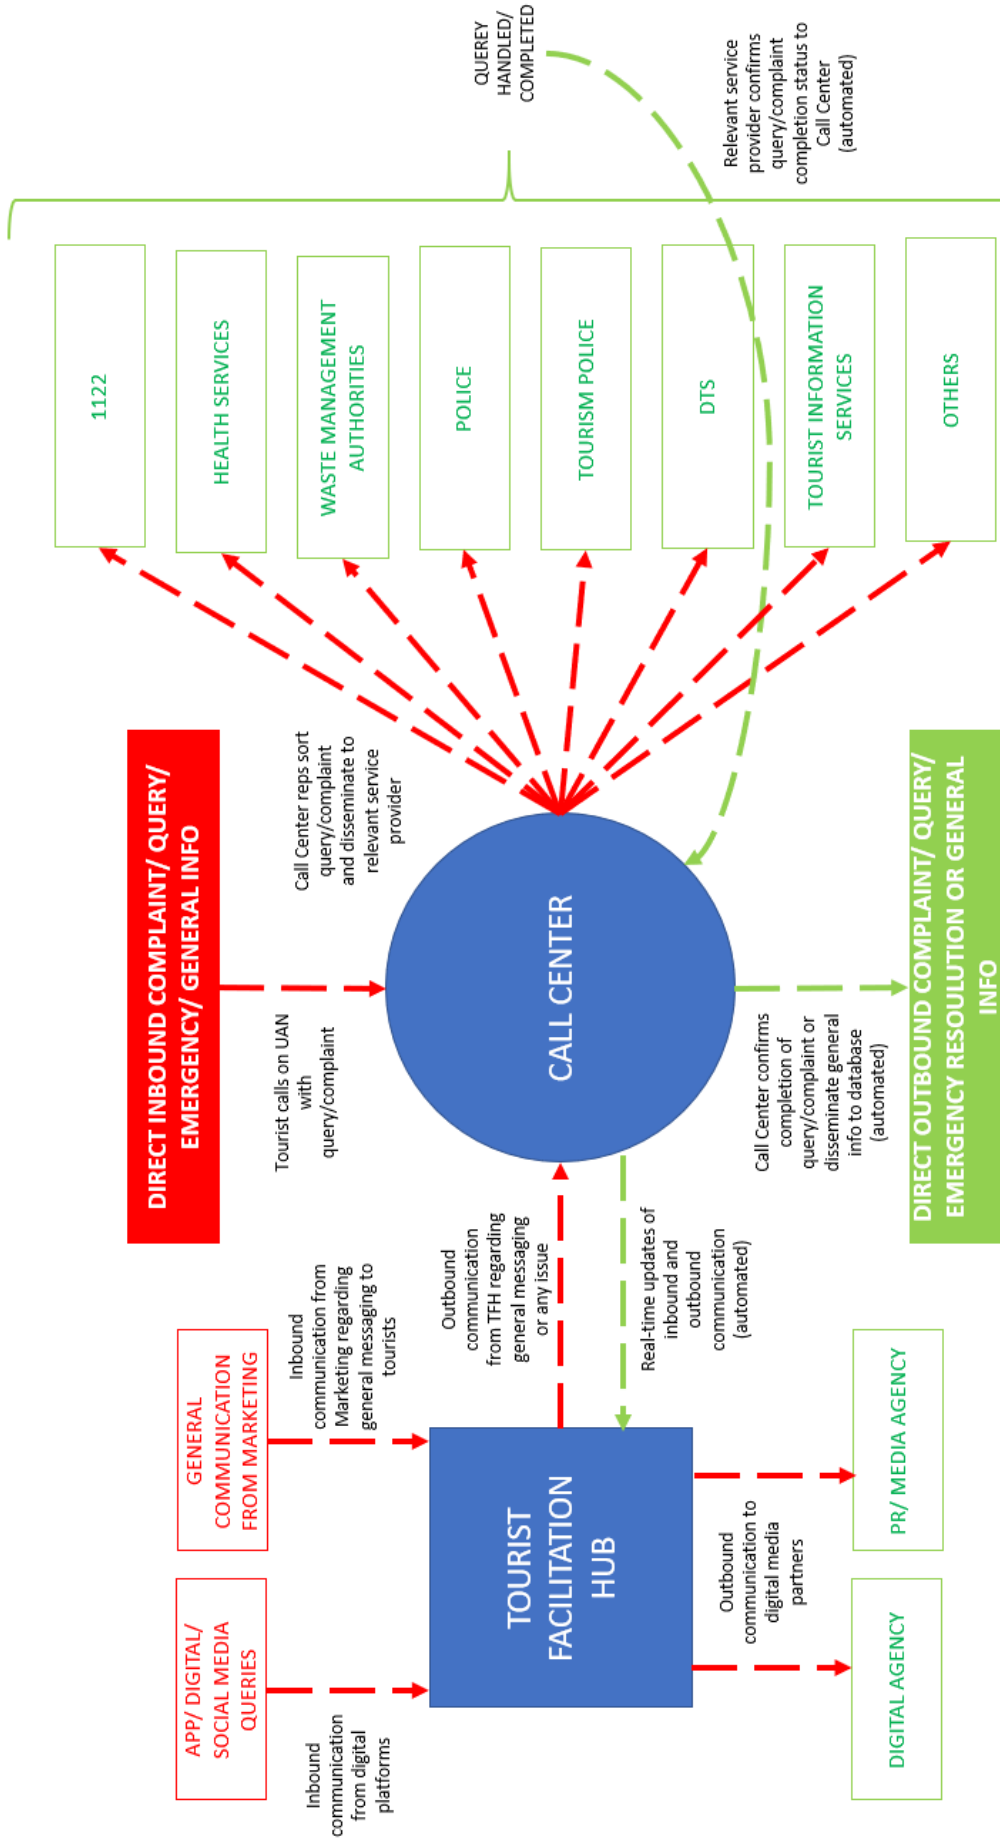 APP/ DIGITAL/
SOCIAL MEDIA
QUERIES
GENERAL
COMMUNICATION
FROM MARKETING
DIRECT INBOUND COMPLAINT/ QUERY/
EMERGENCY/ GENERAL INFO
Inbound
communication
from digital
platforms
Inbound
communication from
Marketing regarding
general messaging to
tourists
Tourist calls on UAN
with
query/complaint
Call Center reps sort
query/complaint
and disseminate to
relevant service
provider
TOURIST
FACILITATION
HUB
Outbound
communication
from TFH regarding
general messaging
or any issue
Real-time updates of
inbound and
outbound
communication
(automated)
CALL CENTER
Outbound
communication to
digital media
partners
Call Center confirms
completion of
query/complaint or
disseminate general
info to database
(automated)
DIGITAL AGENCY
PR/ MEDIA AGENCY
DIRECT OUTBOUND COMPLAINT/ QUERY/
EMERGENCY RESOULUTION OR GENERAL
INFO
1122
HEALTH SERVICES
WASTE MANAGEMENT
AUTHORITIES
POLICE
TOURISM POLICE
DTS
TOURIST INFORMATION
SERVICES
OTHERS
QUEREY
HANDLED/
COMPLETED
Relevant service
provider confirms
query/complaint
completion status to
Call Center
(automated)